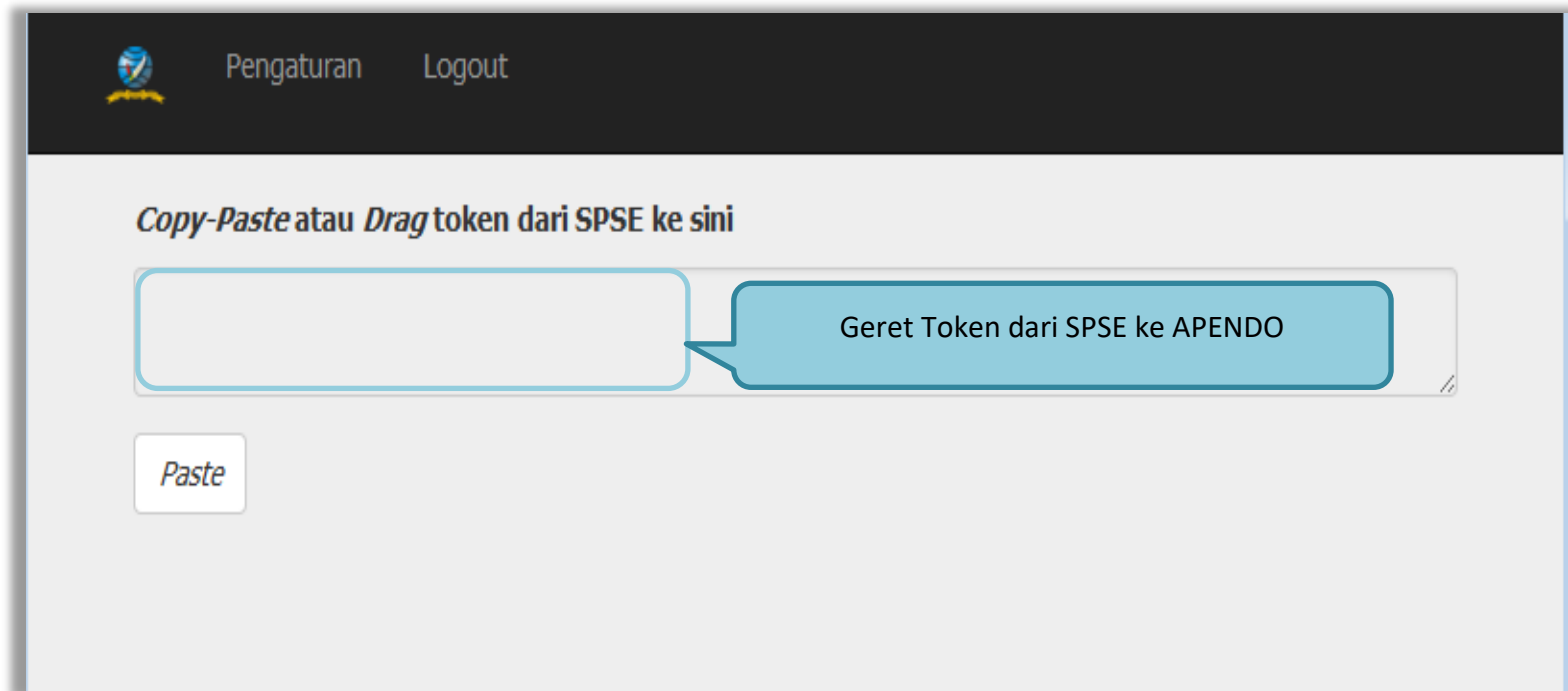 Pengaturan Logout
Copy-Paste atau Drag token dari SPSE ke sini
Geret Token dari SPSE ke APENDO
Paste